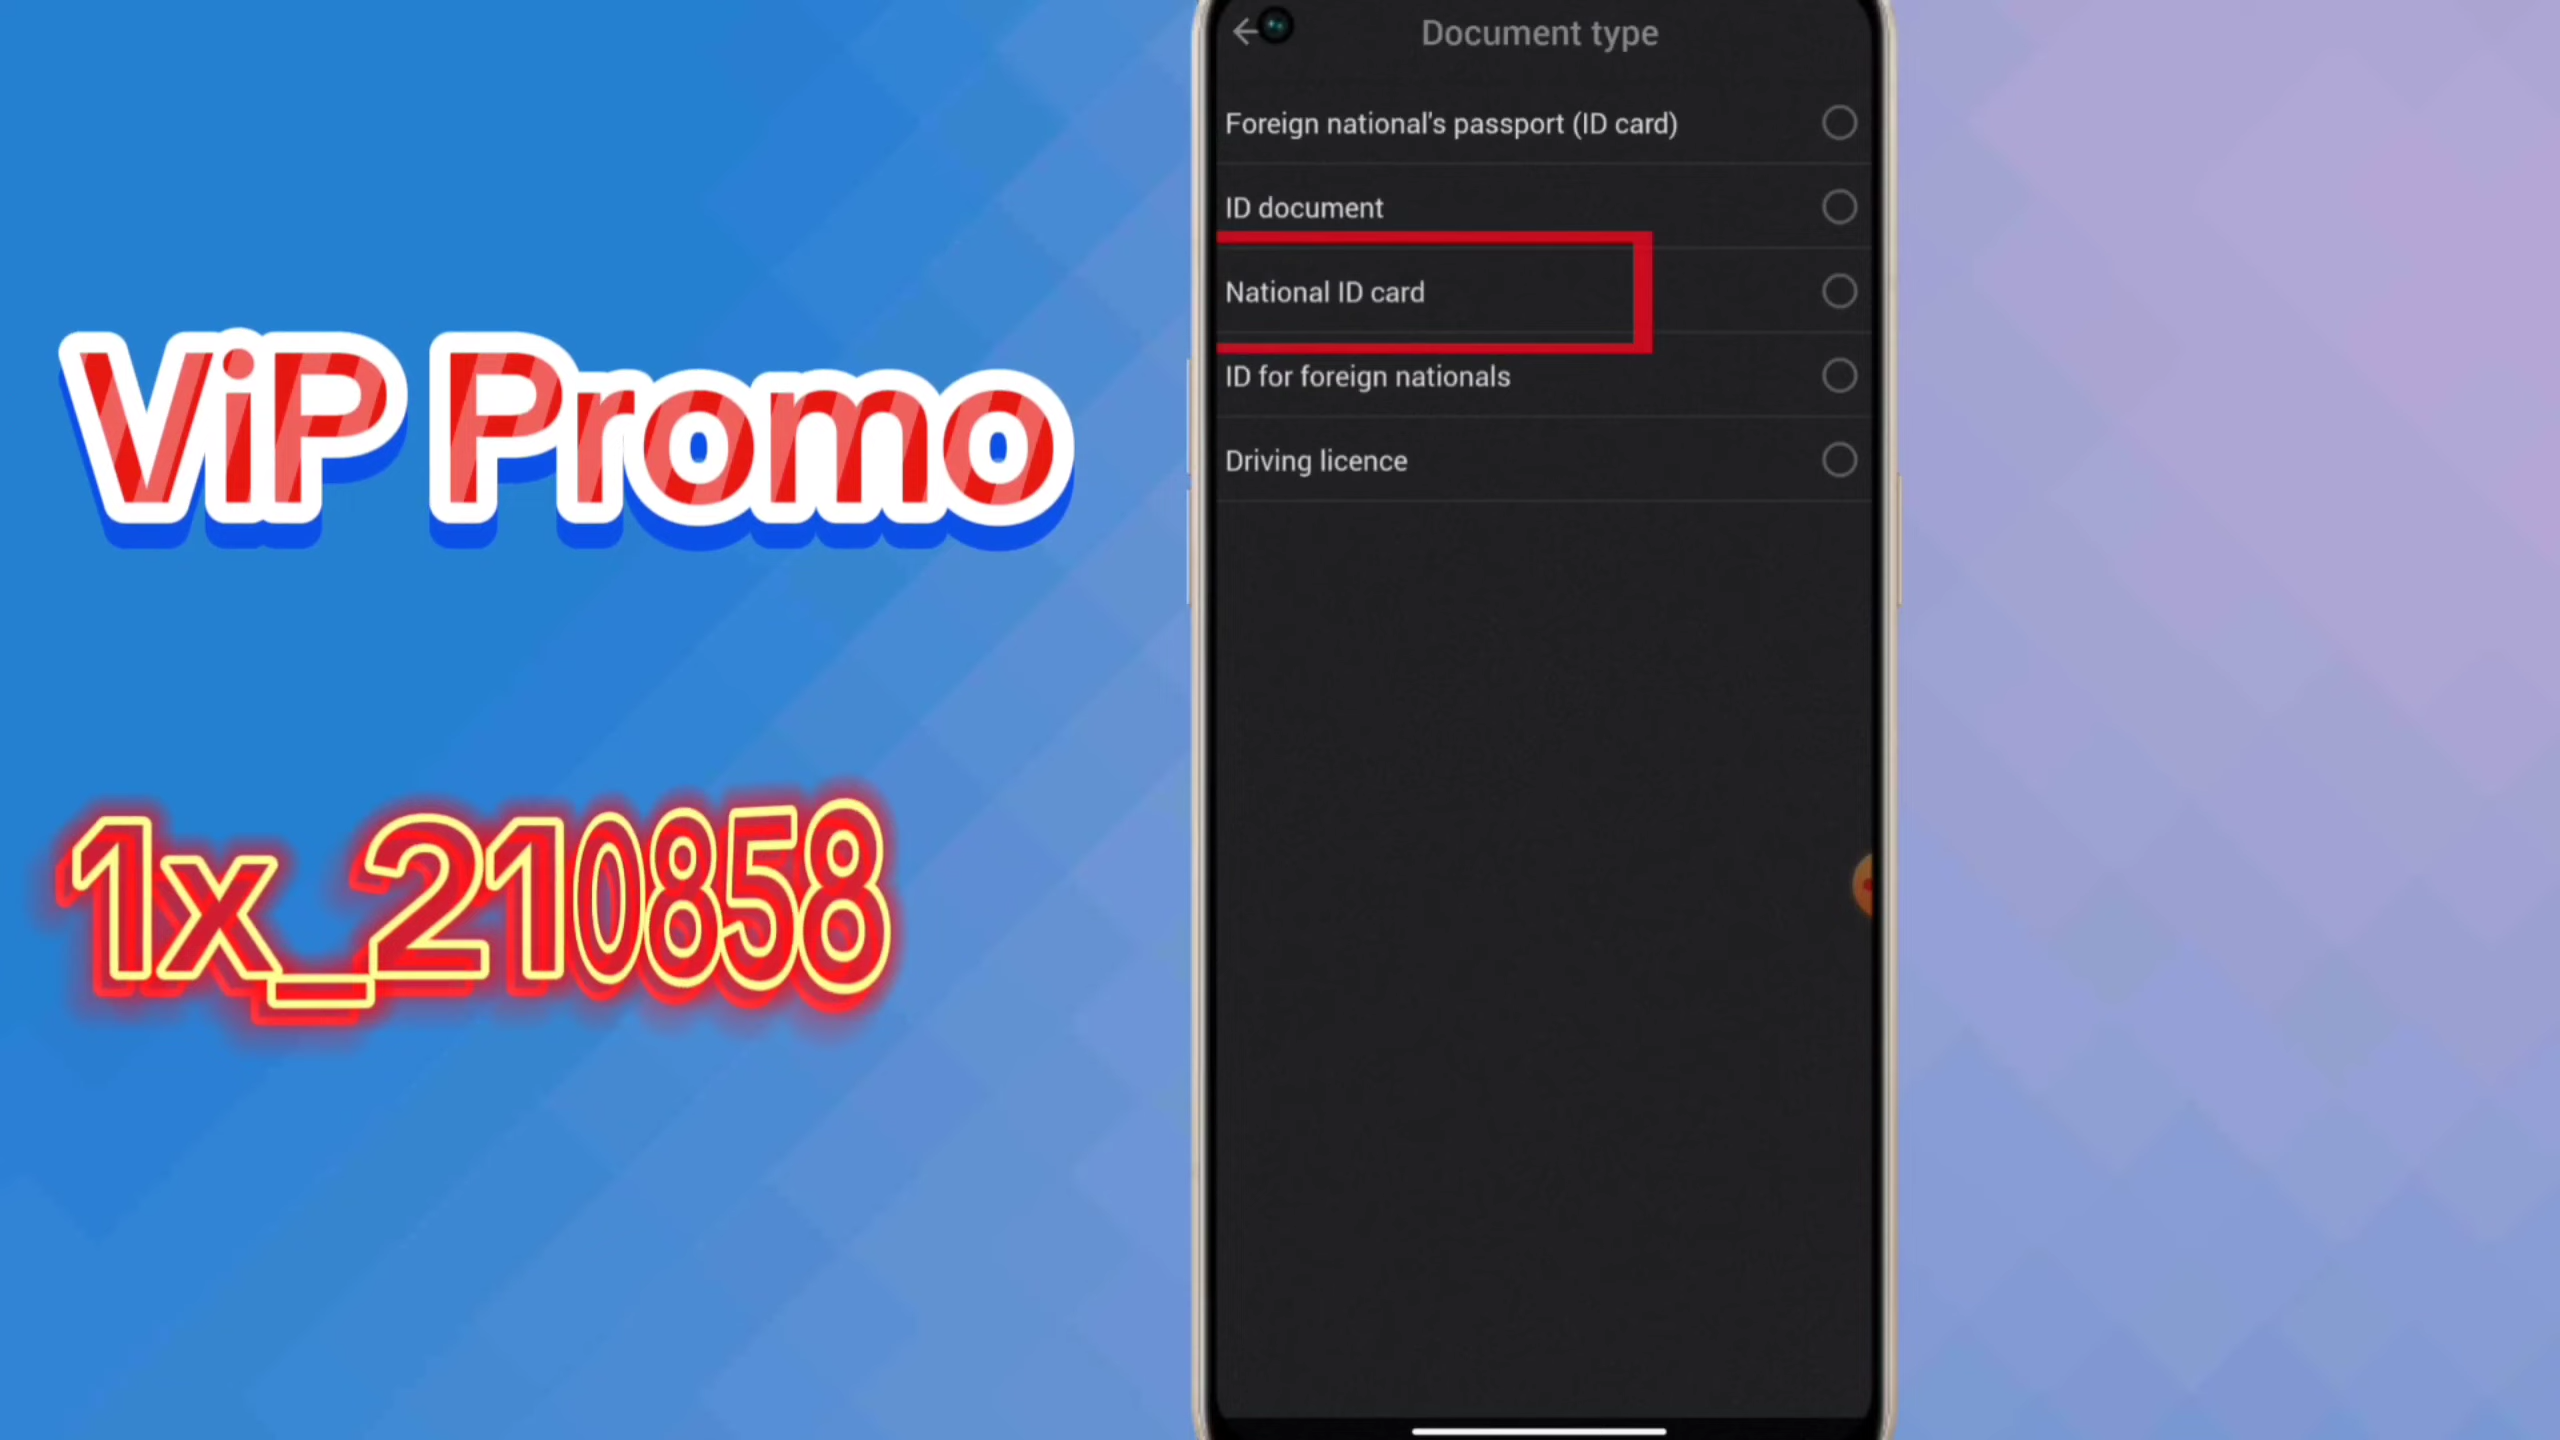 ViP Promo
1x_210858
Document type
Foreign national's passport (ID card)
ID document
National ID card
ID for foreign nationals
Driving licence